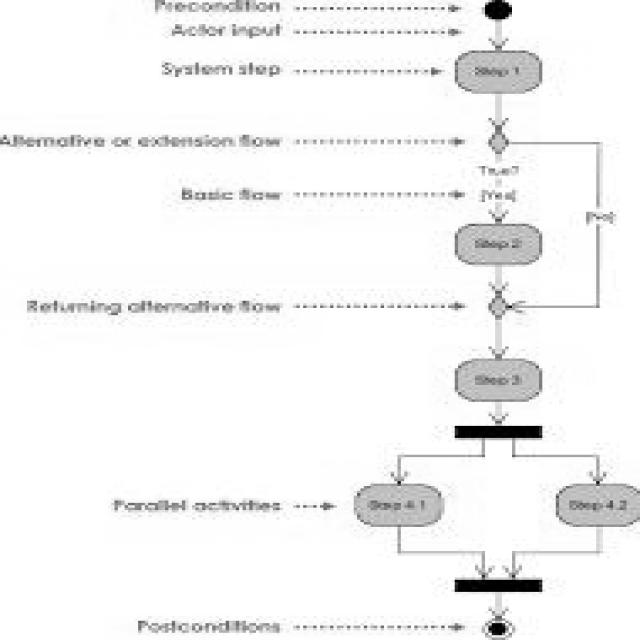 Precondition
Actor input
System step
Step 1
Alternative or extension flow
True?
Basic flow
[Yes]
[No]
Step 2
Returning alternative flow
Step 3
Parallel activities
Step 4.1
Step 4.2
Postconditions